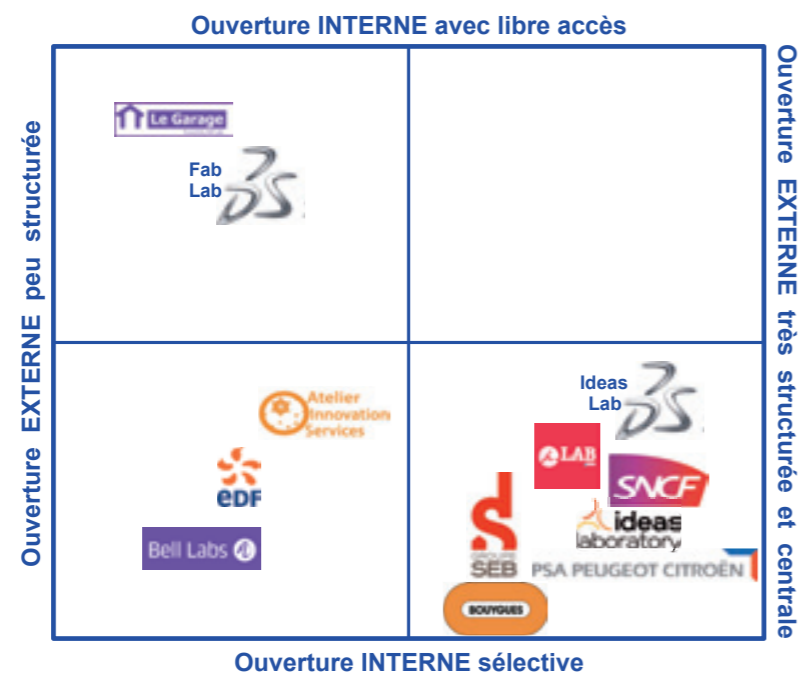 Ouverture INTERNE avec libre accès
Ouverture EXTERNE peu structurée
Ouverture EXTERNE très structurée et centrale
Le Garage
Fab
Lab
Atelier
Innovation
Services
eDF
Bell Labs
Ideas
Lab
LAB
SNCF
ideas
laboratory
GROUPE
SEB
PSA PEUGEOT CITROËN
BOUYGUES
Ouverture INTERNE sélective